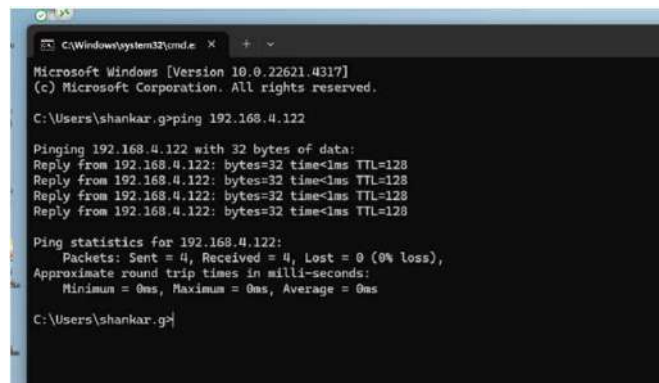 C:\Windows\system32\cmd.e
Microsoft Windows [Version 10.0.22621.4317]
(c) Microsoft Corporation. All rights reserved.
C:\Users\shankar.g>ping 192.168.4.122
Pinging 192.168.4.122 with 32 bytes of data:
Reply from 192.168.4.122: bytes=32 time<1ms TTL=128
Reply from 192.168.4.122: bytes=32 time<1ms TTL=128
Reply from 192.168.4.122: bytes=32 time<1ms TTL=128
Reply from 192.168.4.122: bytes=32 time<1ms TTL=128
Ping statistics for 192.168.4.122:
Packets: Sent = 4, Received = 4, Lost = 0 (0% loss),
Approximate round trip times in milli-seconds:
Minimum = 0ms, Maximum = 0ms, Average = 0ms
C:\Users\shankar.g>